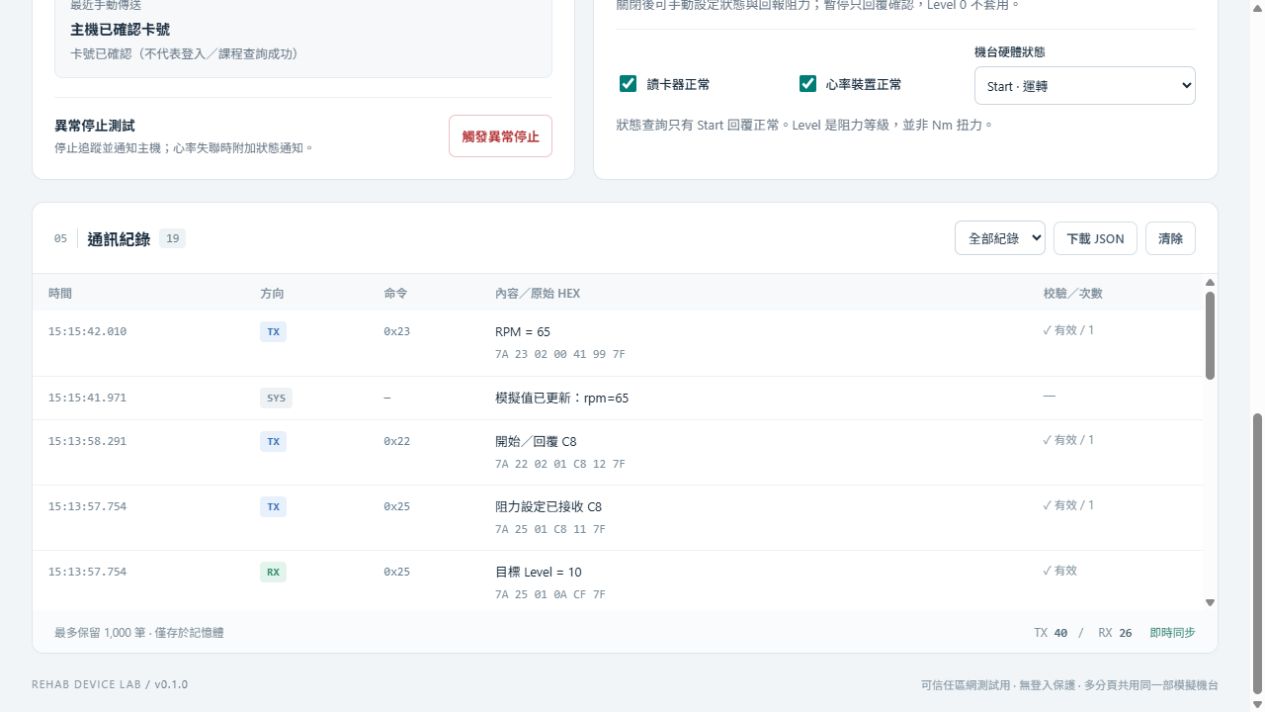 最近手動傳送
主機已確認卡號
卡號已確認（不代表登入／課程查詢成功）
異常停止測試
停止追蹤並通知主機；心率失聯時附加狀態通知。
觸發異常停止
關閉後可手動設定狀態與回報阻力；暫停只回覆確認，Level 0 不套用。
機台硬體狀態
讀卡器正常
心率裝置正常
Start · 運轉
狀態查詢只有 Start 回覆正常。Level 是阻力等級，並非 Nm 扭力。
05 通訊紀錄 19
全部紀錄 下載 JSON 清除
時間 方向 命令 內容／原始 HEX 校驗／次數
15:15:42.010 TX 0x23 RPM = 65 ✓ 有效 / 1
7A 23 02 00 41 99 7F
15:15:41.971 SYS — 模擬值已更新：rpm=65 —
15:13:58.291 TX 0x22 開始／回覆 C8 ✓ 有效 / 1
7A 22 02 01 C8 12 7F
15:13:57.754 TX 0x25 阻力設定已接收 C8 ✓ 有效 / 1
7A 25 01 C8 11 7F
15:13:57.754 RX 0x25 目標 Level = 10 ✓ 有效
7A 25 01 0A CF 7F
最多保留 1,000 筆 · 僅存於記憶體 TX 40 / RX 26 即時同步
REHAB DEVICE LAB / v0.1.0 可信任區網測試用 · 無登入保護 · 多分頁共用同一部模擬機台